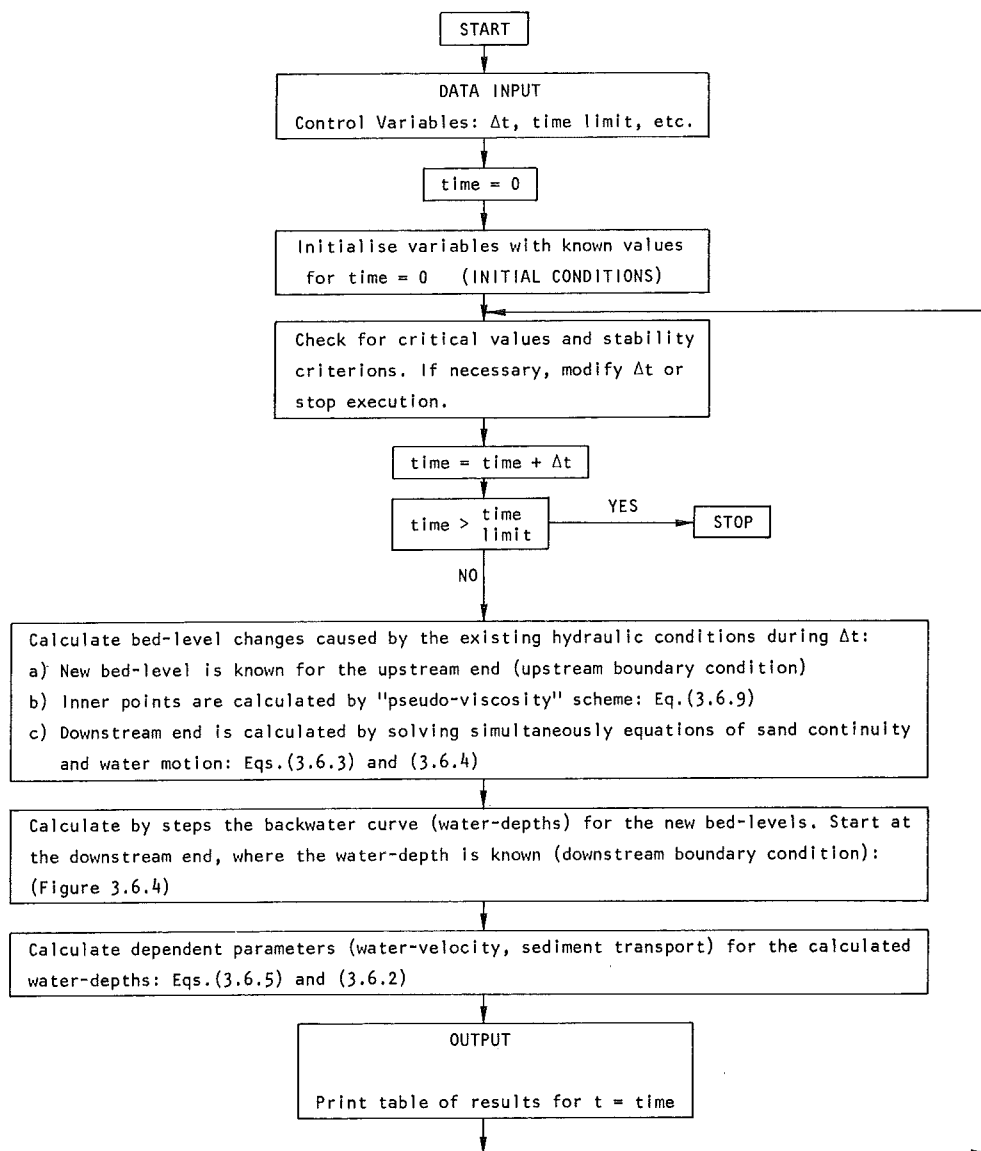 START
DATA INPUT
Control Variables: Δt, time limit, etc.
time = 0
Initialise variables with known values
for time = 0 (INITIAL CONDITIONS)
Check for critical values and stability
criterions. If necessary, modify Δt or
stop execution.
time = time + Δt
time > time
limit
YES
STOP
NO
Calculate bed-level changes caused by the existing hydraulic conditions during Δt:
a) New bed-level is known for the upstream end (upstream boundary condition)
b) Inner points are calculated by "pseudo-viscosity" scheme: Eq.(3.6.9)
c) Downstream end is calculated by solving simultaneously equations of sand continuity
and water motion: Eqs.(3.6.3) and (3.6.4)
Calculate by steps the backwater curve (water-depths) for the new bed-levels. Start at
the downstream end, where the water-depth is known (downstream boundary condition):
(Figure 3.6.4)
Calculate dependent parameters (water-velocity, sediment transport) for the calculated
water-depths: Eqs.(3.6.5) and (3.6.2)
OUTPUT
Print table of results for t = time